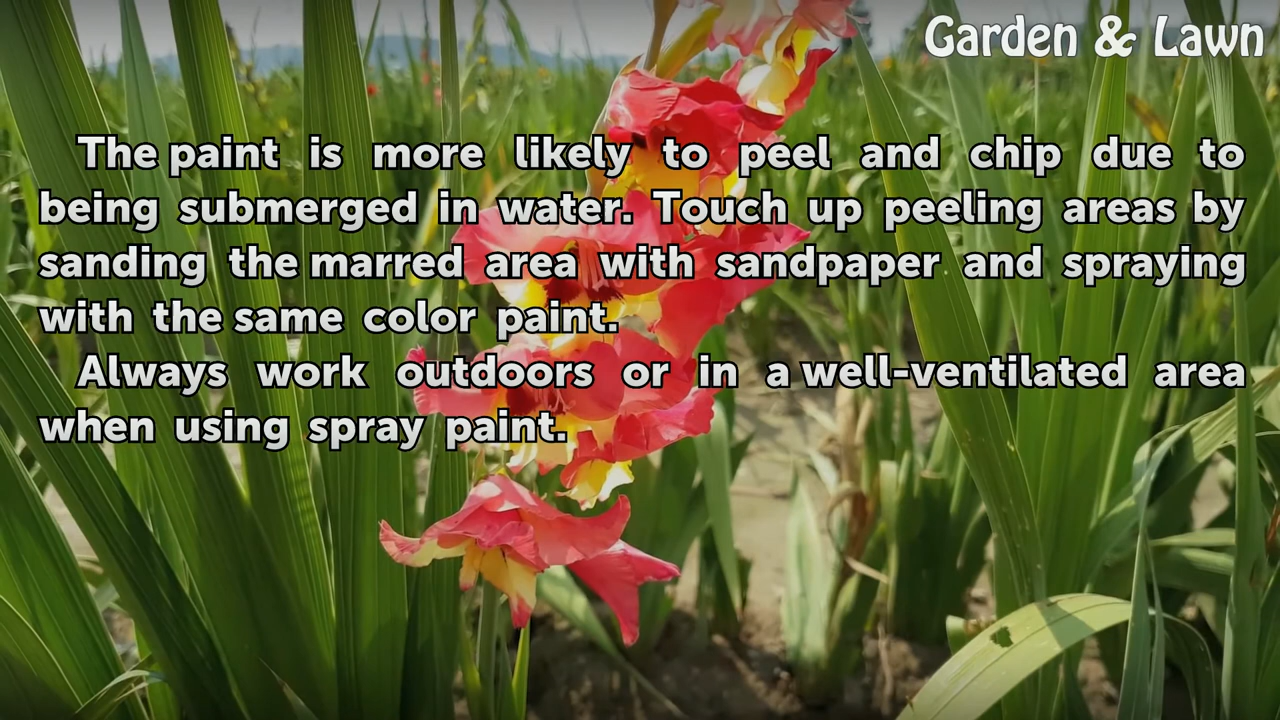 Garden & Lawn
The paint is more likely to peel and chip due to
being submerged in water. Touch up peeling areas by
sanding the marred area with sandpaper and spraying
with the same color paint.
Always work outdoors or in a well-ventilated area
when using spray paint.